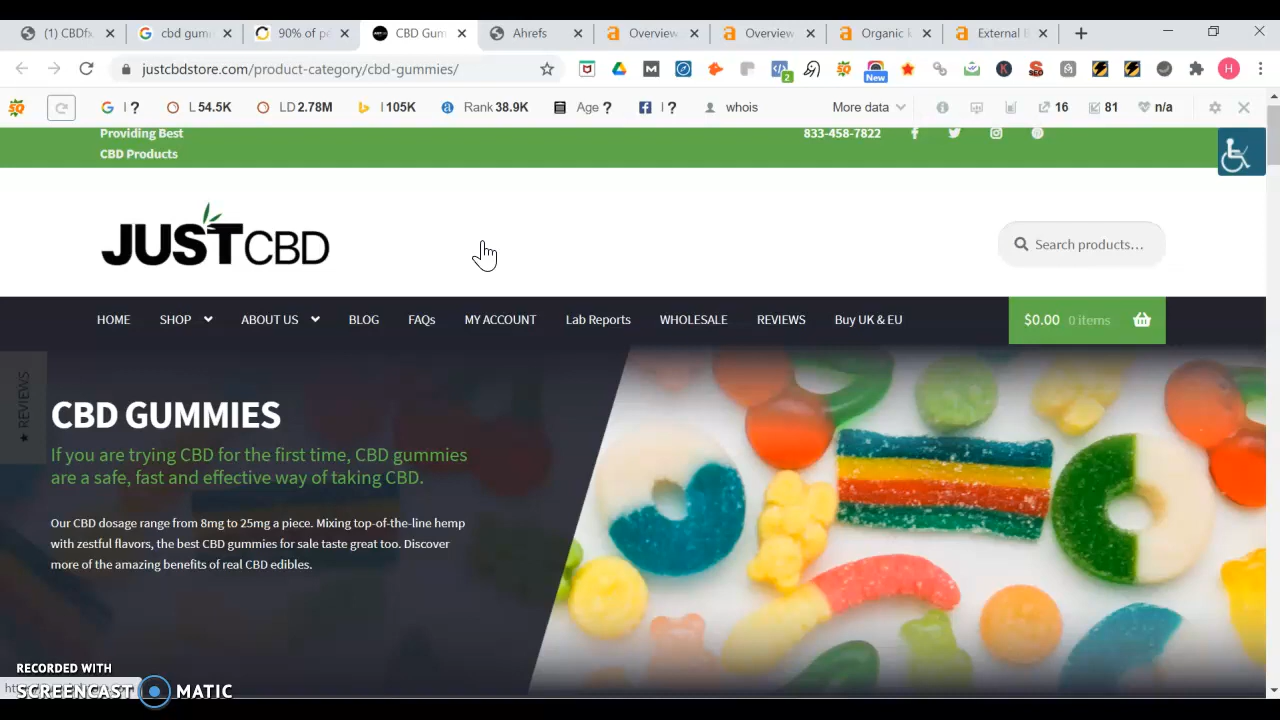 (1) CBDfx
cbd gum
90% of pe
CBD Gum
Ahrefs
Overview
Overview
Organic k
External B
justcbdstore.com/product-category/cbd-gummies/
2
New
SEO
H
I ?
L 54.5K
LD 2.78M
I 105K
Rank 38.9K
Age ?
I ?
whois
More data
16
81
n/a
Providing Best
CBD Products
833-458-7822
JUSTCBD
Search products...
HOME
SHOP
ABOUT US
BLOG
FAQs
MY ACCOUNT
Lab Reports
WHOLESALE
REVIEWS
Buy UK & EU
$0.00 0 items
★ REVIEWS
CBD GUMMIES
If you are trying CBD for the first time, CBD gummies
are a safe, fast and effective way of taking CBD.
Our CBD dosage range from 8mg to 25mg a piece. Mixing top-of-the-line hemp
with zestful flavors, the best CBD gummies for sale taste great too. Discover
more of the amazing benefits of real CBD edibles.
RECORDED WITH
SCREENCAST MATIC